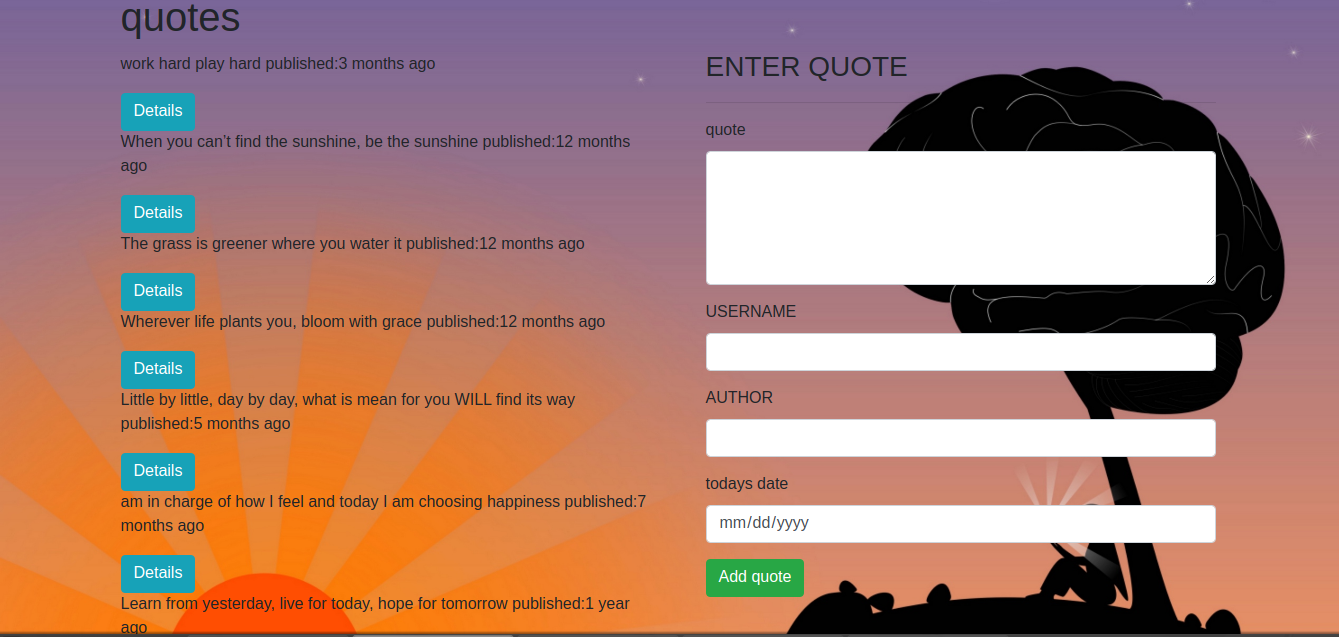 quotes
work hard play hard published:3 months ago
Details
When you can't find the sunshine, be the sunshine published:12 months
ago
Details
The grass is greener where you water it published:12 months ago
Details
Wherever life plants you, bloom with grace published:12 months ago
Details
Little by little, day by day, what is mean for you WILL find its way
published:5 months ago
Details
am in charge of how I feel and today I am choosing happiness published:7
months ago
Details
Learn from yesterday, live for today, hope for tomorrow published:1 year
ago
ENTER QUOTE
quote
USERNAME
AUTHOR
todays date
mm/dd/yyyy
Add quote